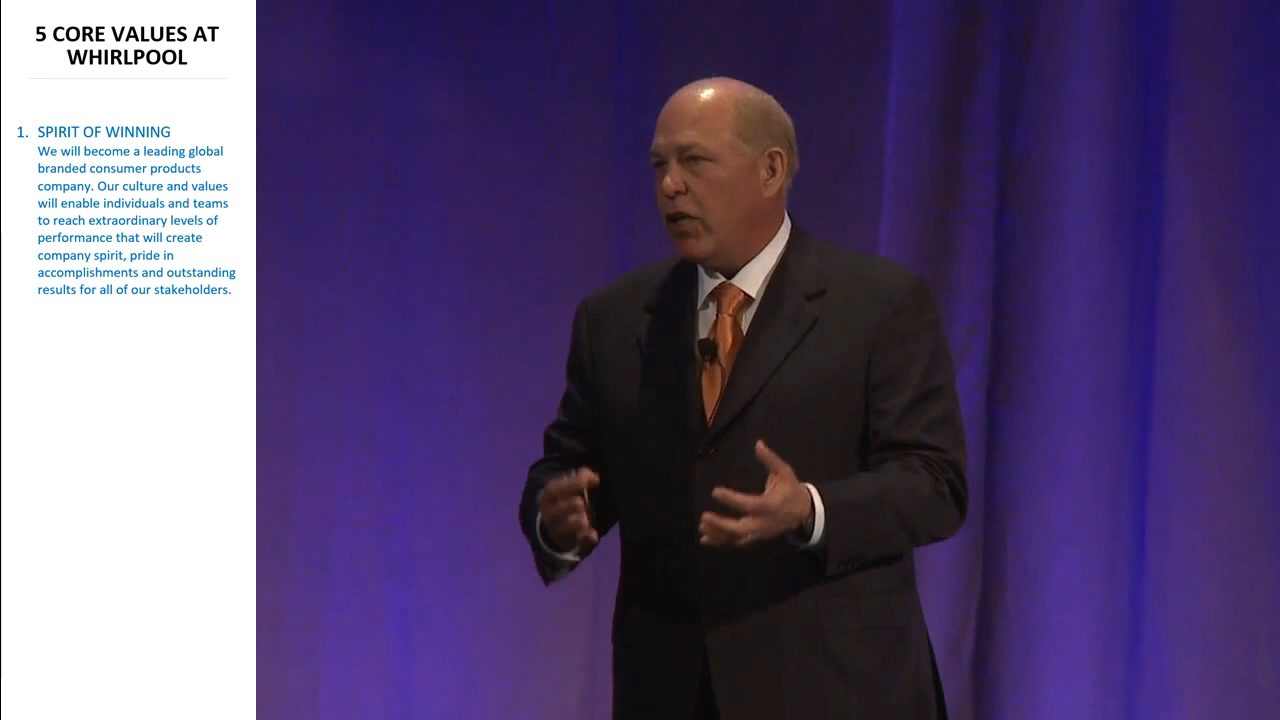 5 CORE VALUES AT
WHIRLPOOL
1. SPIRIT OF WINNING
We will become a leading global
branded consumer products
company. Our culture and values
will enable individuals and teams
to reach extraordinary levels of
performance that will create
company spirit, pride in
accomplishments and outstanding
results for all of our stakeholders.